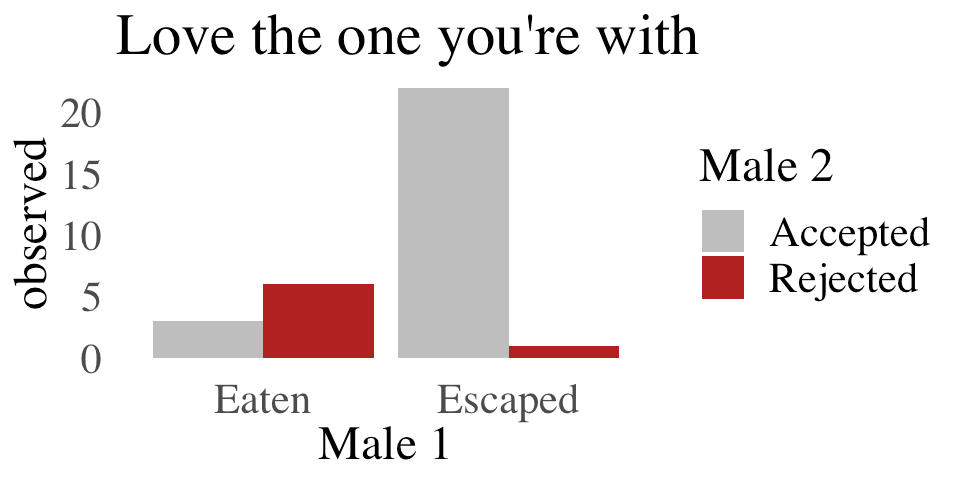 Love the one you're with
observed
20
15
10
5
0
Eaten
Escaped
Male 1
Male 2
Accepted
Rejected